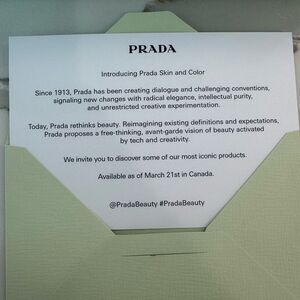 PRADA
Introducing Prada Skin and Color
Since 1913, Prada has been creating dialogue and challenging conventions,
signaling new changes with radical elegance, intellectual purity,
and unrestricted creative experimentation.
Today, Prada rethinks beauty. Reimagining existing definitions and expectations,
Prada proposes a free-thinking, avant-garde vision of beauty activated
by tech and creativity.
We invite you to discover some of our most iconic products.
Available as of March 21st in Canada.
@PradaBeauty #PradaBeauty